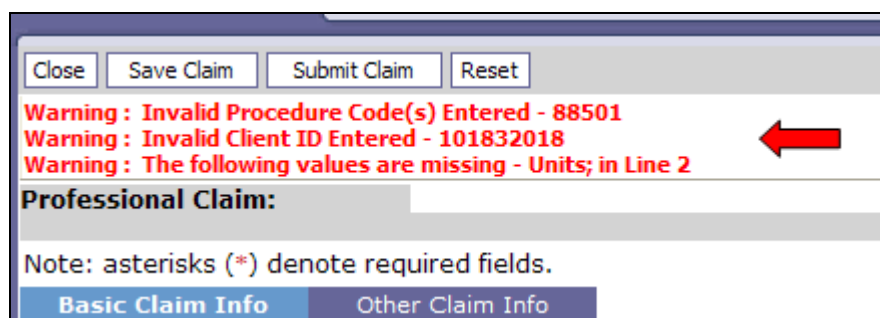 Close Save Claim Submit Claim Reset
Warning : Invalid Procedure Code(s) Entered - 88501
Warning : Invalid Client ID Entered - 101832018
Warning : The following values are missing - Units; in Line 2
Professional Claim:
Note: asterisks (*) denote required fields.
Basic Claim Info Other Claim Info